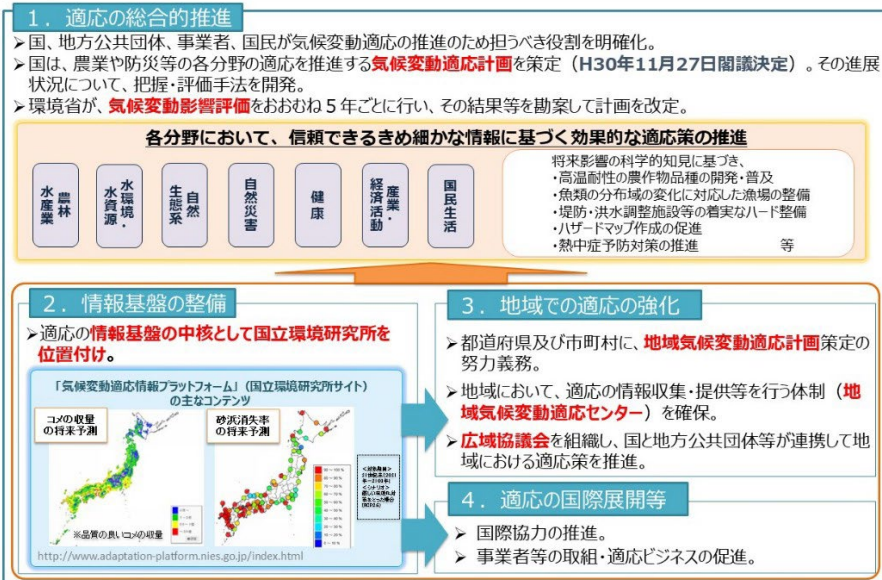 1．適応の総合的推進
➢国、地方公共団体、事業者、国民が気候変動適応の推進のため担うべき役割を明確化。
➢国は、農業や防災等の各分野の適応を推進する気候変動適応計画を策定（H30年11月27日閣議決定）。その進展
状況について、把握・評価手法を開発。
➢環境省が、気候変動影響評価をおおむね５年ごとに行い、その結果等を勘案して計画を改定。
各分野において、信頼できるきめ細かな情報に基づく効果的な適応策の推進
農林
水産業
水環境・
水資源
自然
生態系
自然災害
健康
産業・
経済活動
国民生活
将来影響の科学的知見に基づき、
・高温耐性の農作物品種の開発・普及
・魚類の分布域の変化に対応した漁場の整備
・堤防・洪水調整施設等の着実なハード整備
・ハザードマップ作成の促進
・熱中症予防対策の推進　等
2．情報基盤の整備
➢適応の情報基盤の中核として国立環境研究所を
位置付け。
「気候変動適応情報プラットフォーム」（国立環境研究所サイト）
の主なコンテンツ
コメの収量
の将来予測
砂浜消失率
の将来予測
※品質の良いコメの収量
http://www.adaptation-platform.nies.go.jp/index.html
3．地域での適応の強化
➢都道府県及び市町村に、地域気候変動適応計画策定の
努力義務。
➢地域において、適応の情報収集・提供等を行う体制（地
域気候変動適応センター）を確保。
➢広域協議会を組織し、国と地方公共団体等が連携して地
域における適応策を推進。
4．適応の国際展開等
➢ 国際協力の推進。
➢ 事業者等の取組・適応ビジネスの促進。